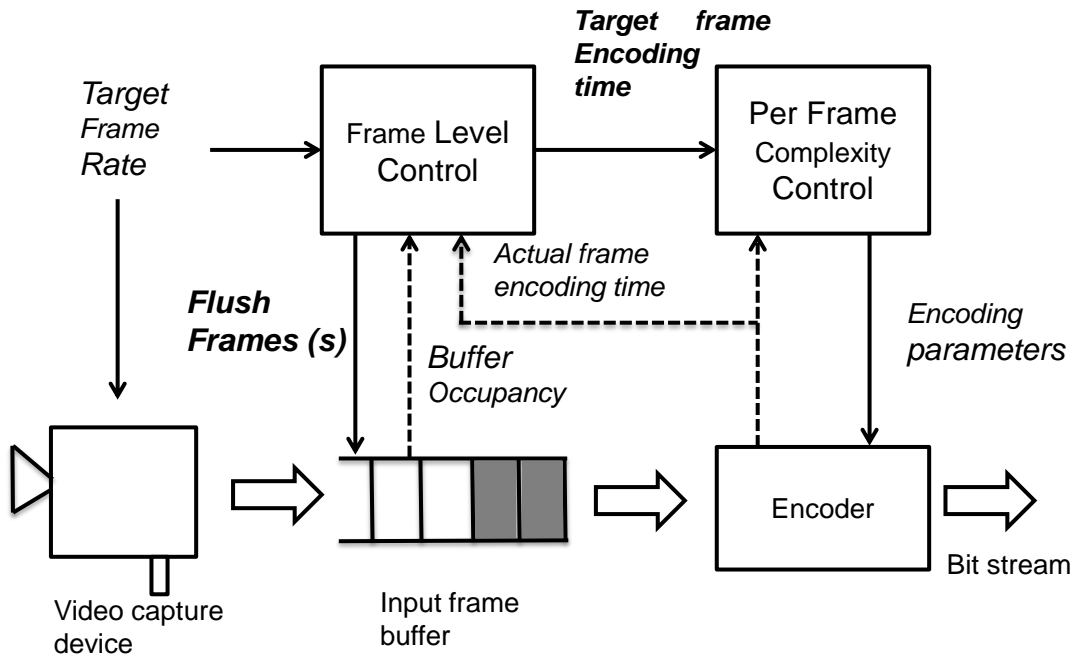 Target frame
Encoding
time
Target
Frame
Rate
Frame Level
Control
Per Frame
Complexity
Control
Actual frame
encoding time
Flush
Frames (s)
Buffer
Occupancy
Encoding
parameters
Encoder
Bit stream
Video capture
device
Input frame
buffer